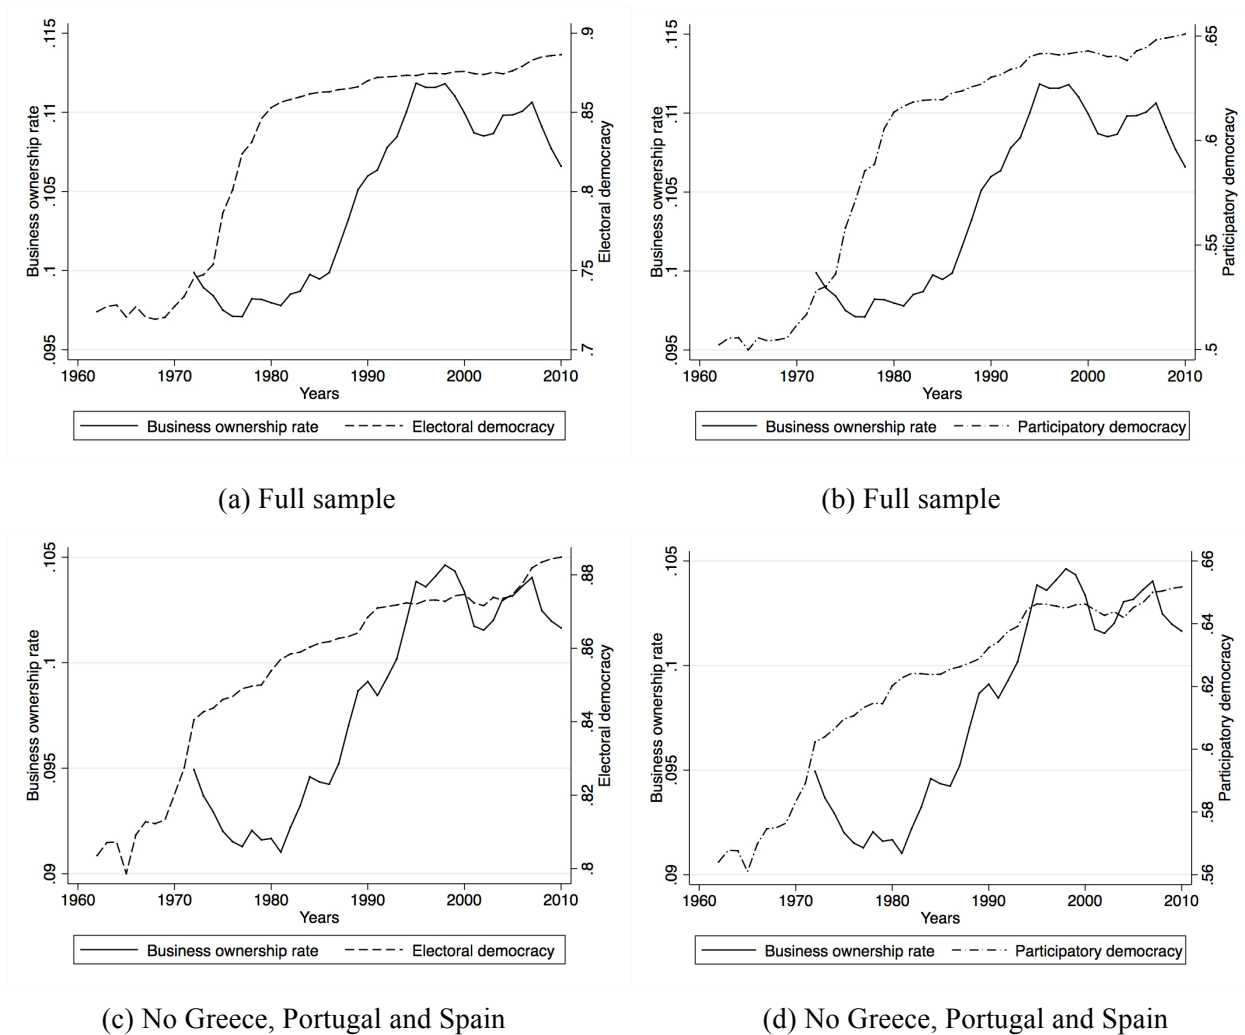 .115
.11
.105
.1
.095
Business ownership rate
.9
.85
.8
.75
.7
Electoral democracy
1960 1970 1980 1990 2000 2010
Years
Business ownership rate Electoral democracy
(a) Full sample
.115
.11
.105
.1
.095
Business ownership rate
.65
.6
.55
.5
Participatory democracy
1960 1970 1980 1990 2000 2010
Years
Business ownership rate Participatory democracy
(b) Full sample
.105
.1
.095
.09
Business ownership rate
.88
.86
.84
.82
.8
Electoral democracy
1960 1970 1980 1990 2000 2010
Years
Business ownership rate Electoral democracy
(c) No Greece, Portugal and Spain
.105
.1
.095
.09
Business ownership rate
.66
.64
.62
.6
.58
.56
Participatory democracy
1960 1970 1980 1990 2000 2010
Years
Business ownership rate Participatory democracy
(d) No Greece, Portugal and Spain